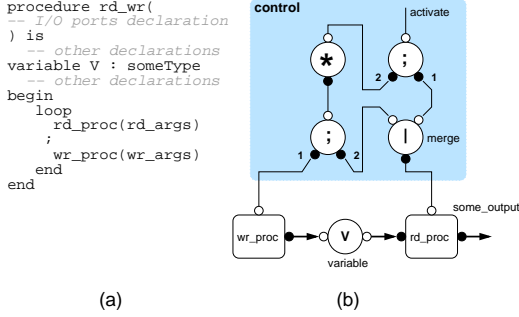 procedure rd_wr(
-- I/O ports declaration
) is
-- other declarations
variable V : someType
-- other declarations
begin
loop
rd_proc(rd_args)
;
wr_proc(wr_args)
end
end
(a)
control
activate
*
;
2
1
;
|
merge
1
2
some_output
wr_proc
V
rd_proc
variable
(b)